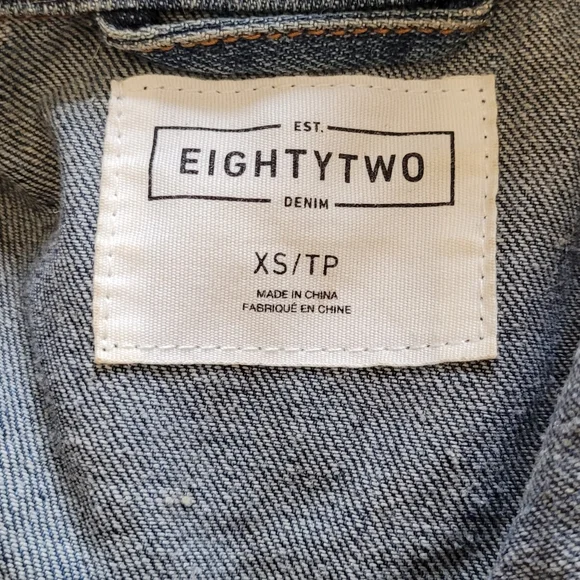 EST.
EIGHTYTWO
DENIM
XS/TP
MADE IN CHINA
FABRIQUÉ EN CHINE